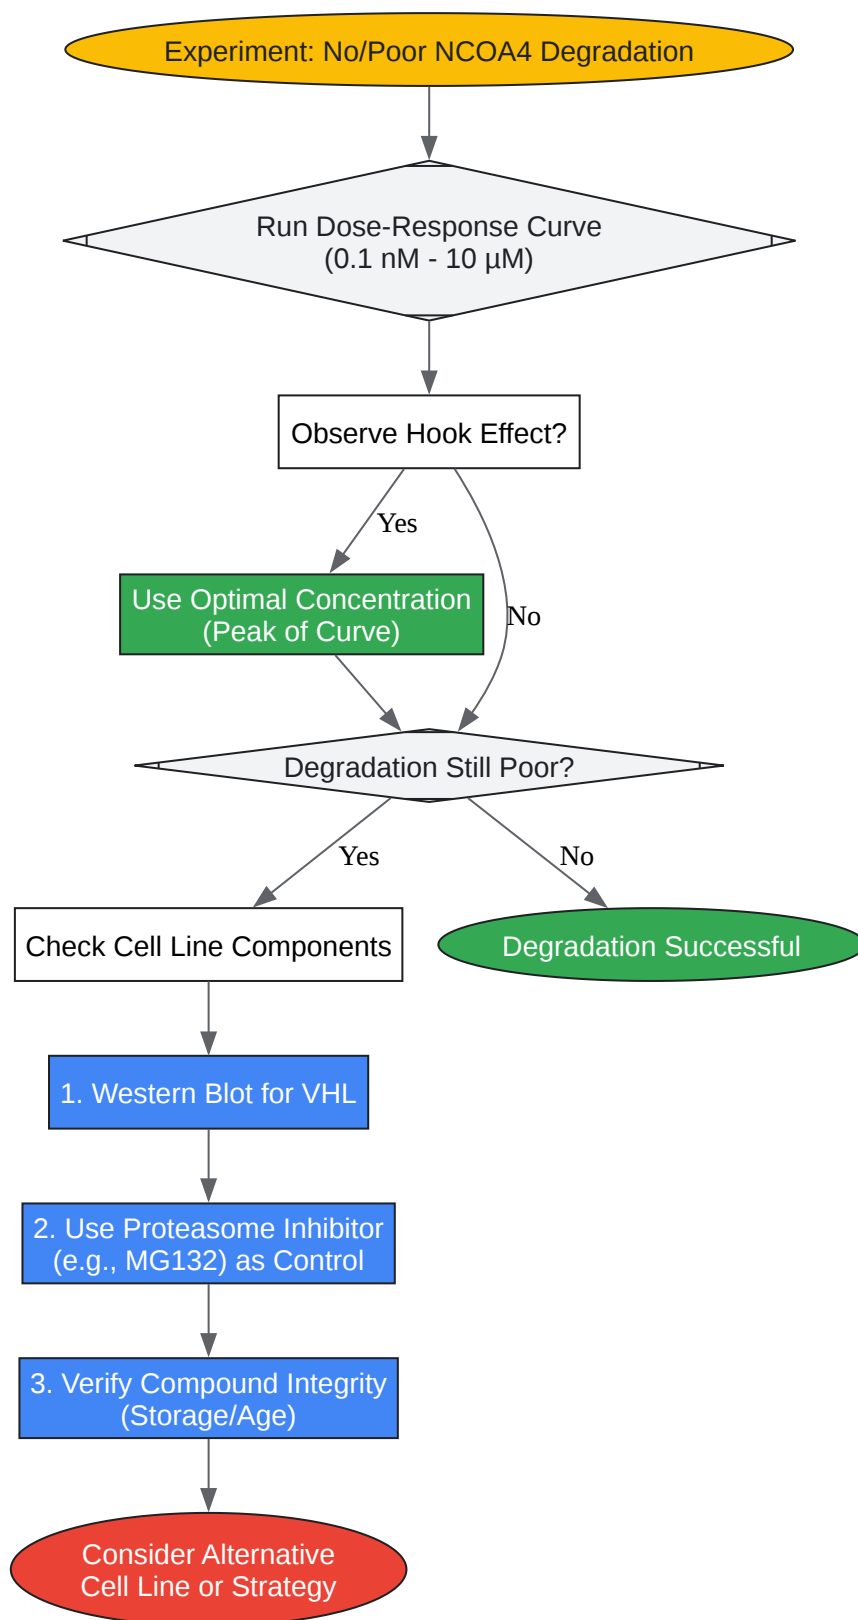 Experiment: No/Poor NCOA4 Degradation
Run Dose-Response Curve
(0.1 nM - 10 µM)
Observe Hook Effect?
Yes
Use Optimal Concentration
(Peak of Curve)
No
Degradation Still Poor?
Yes
No
Check Cell Line Components
Degradation Successful
1. Western Blot for VHL
2. Use Proteasome Inhibitor
(e.g., MG132) as Control
3. Verify Compound Integrity
(Storage/Age)
Consider Alternative
Cell Line or Strategy